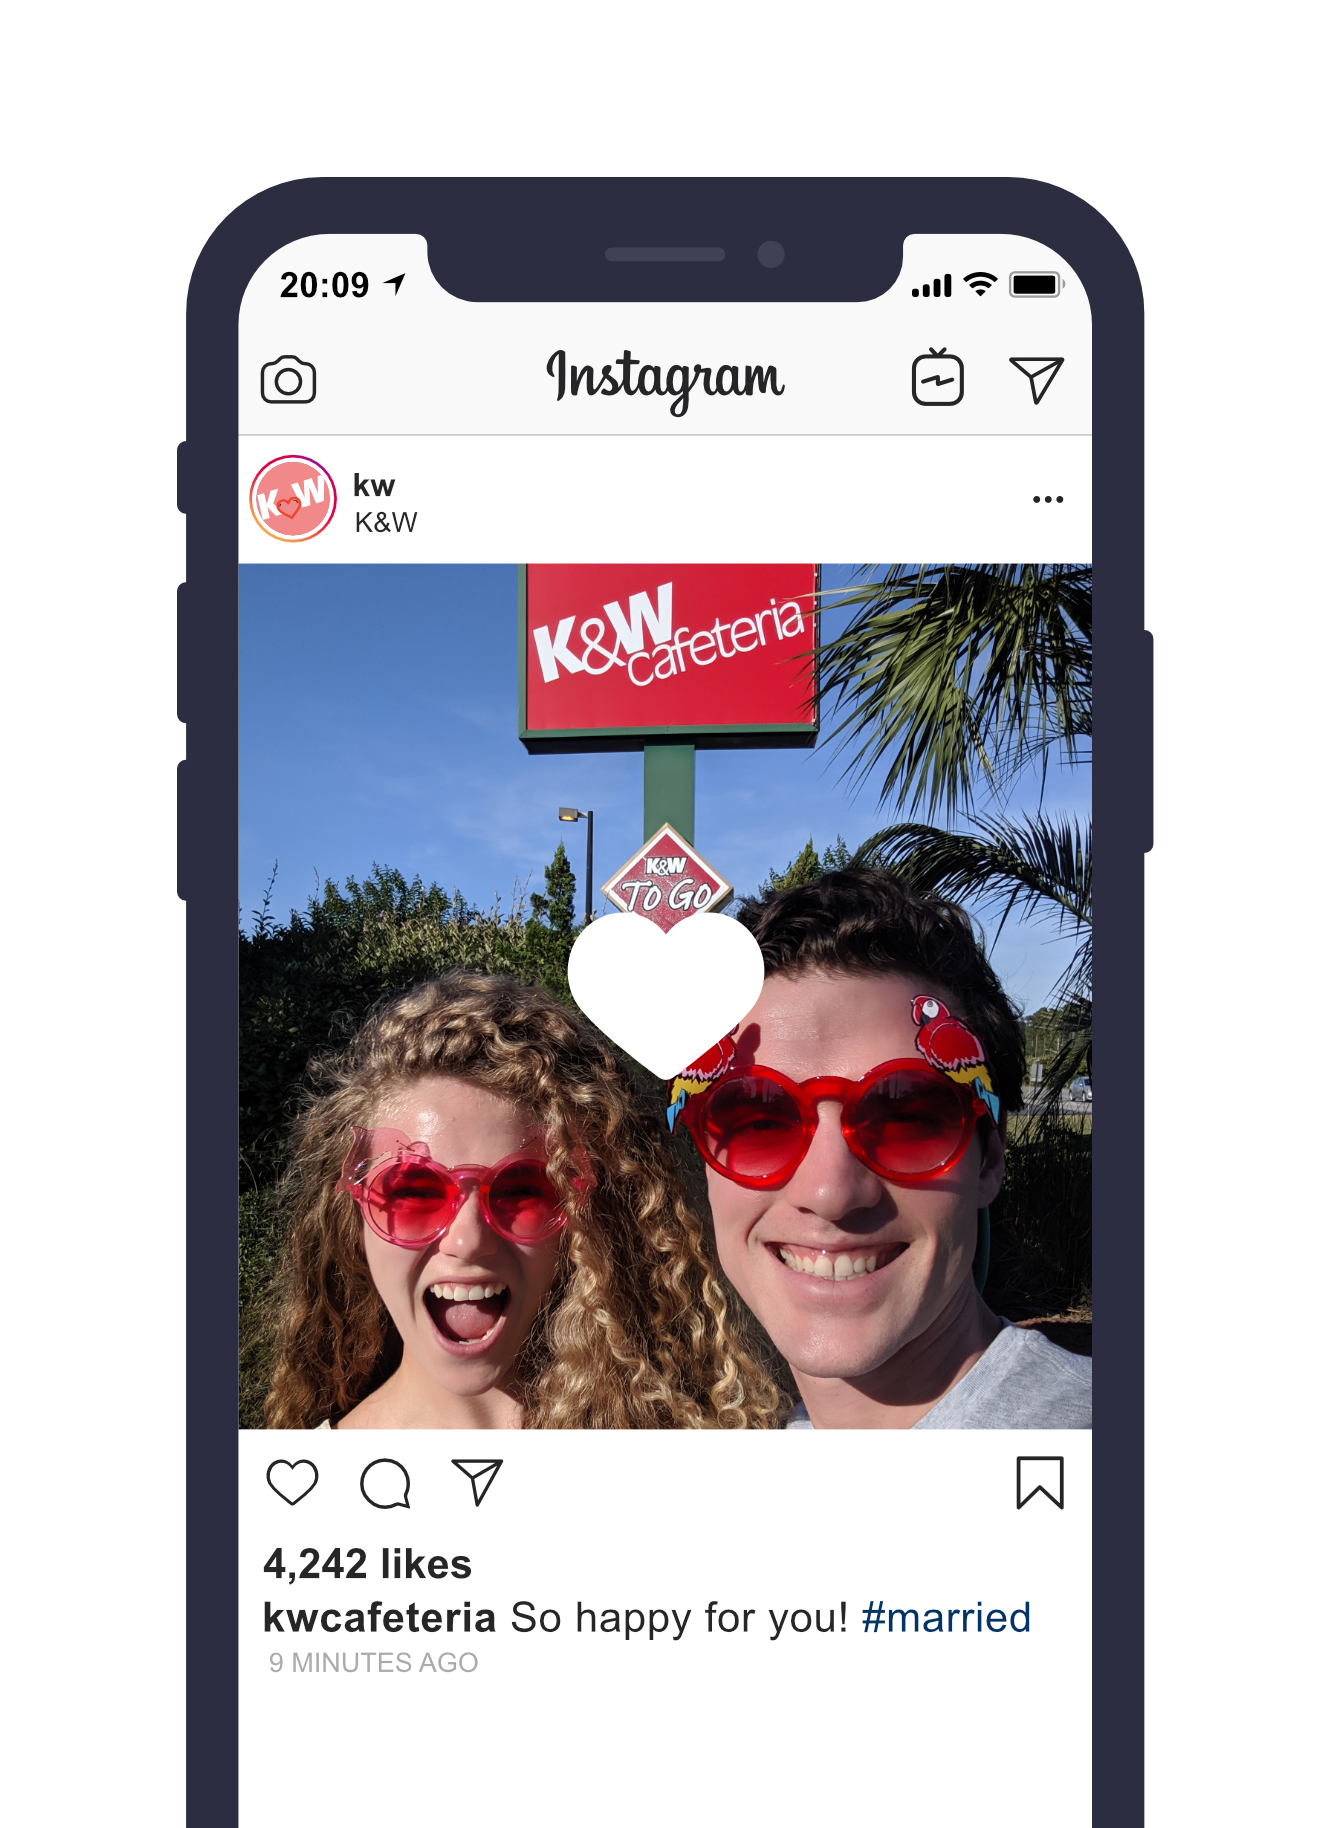 20:09
Instagram
K W
kw
K&W
K&W
cafeteria
K&W
TO GO
4,242 likes
kwcafeteria So happy for you! #married
9 MINUTES AGO